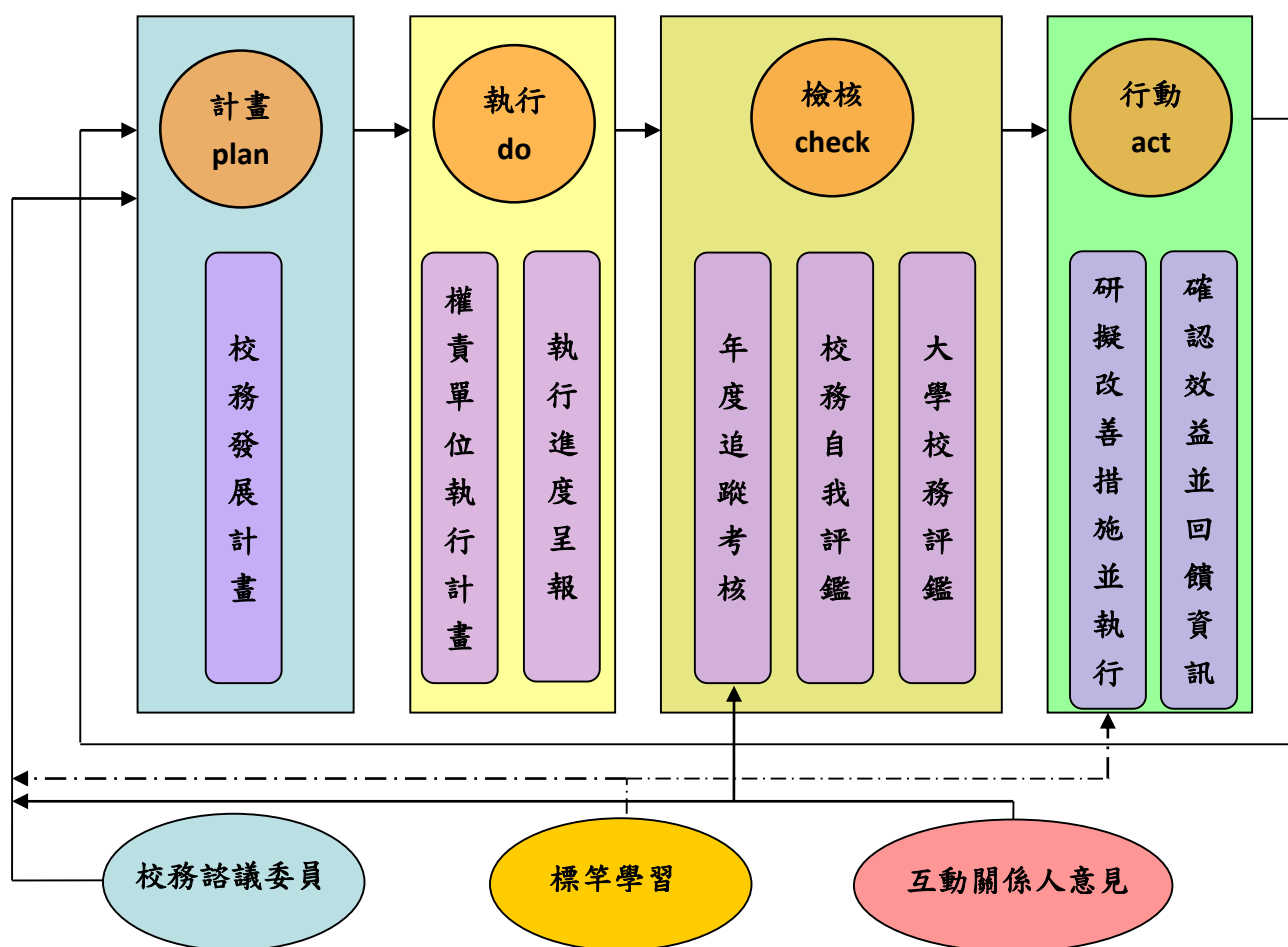 計畫
plan
執行
do
檢核
check
行動
act
校務發展計畫
權責單位執行計畫
執行進度呈報
年度追蹤考核
校務自我評鑑
大學校務評鑑
研擬改善措施並執行
確認效益並回饋資訊
校務諮議委員
標竿學習
互動關係人意見